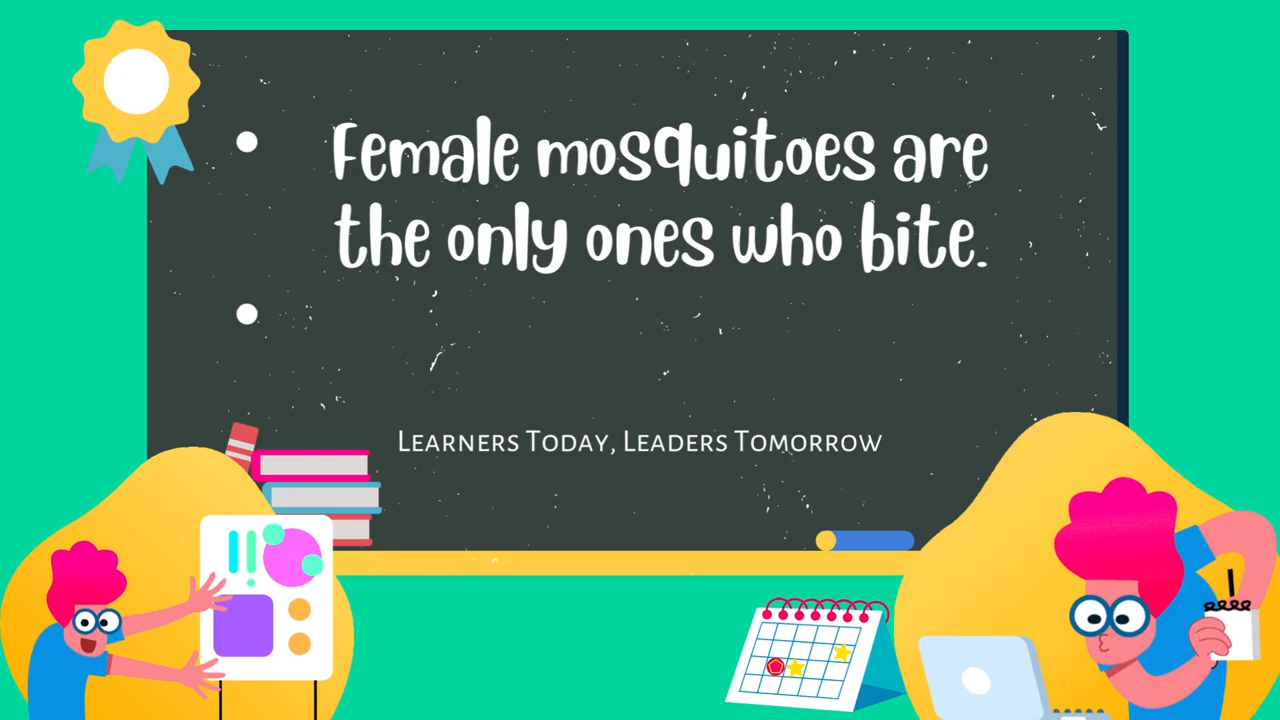 Female mosquitoes are
the only ones who bite.
Learners Today, Leaders Tomorrow